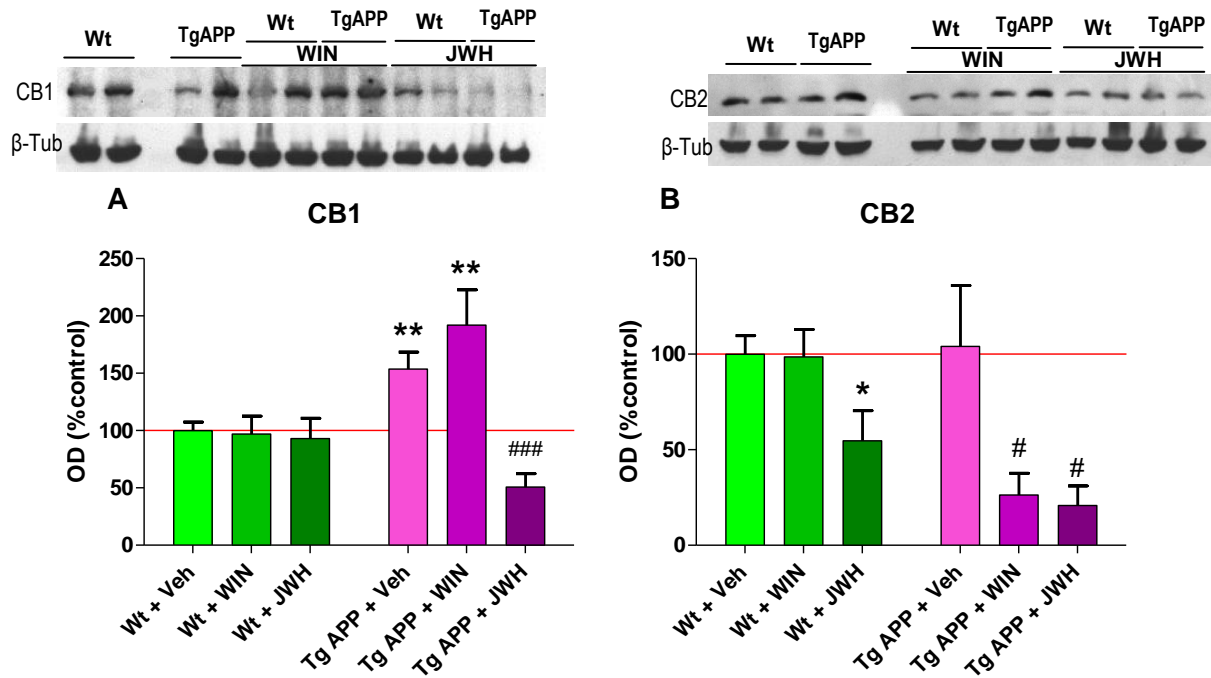 Wt TgAPP Wt TgAPP Wt TgAPP
WIN JWH
CB1
β-Tub
Wt TgAPP Wt TgAPP Wt TgAPP
WIN JWH
CB2
β-Tub
A CB1
OD (%control)
250
200
150
100
50
0
**
**
###
Wt + Veh
Wt + WIN
Wt + JWH
Tg APP + Veh
Tg APP + WIN
Tg APP + JWH
B CB2
OD (%control)
150
100
50
0
*
#
#
Wt + Veh
Wt + WIN
Wt + JWH
Tg APP + Veh
Tg APP + WIN
Tg APP + JWH